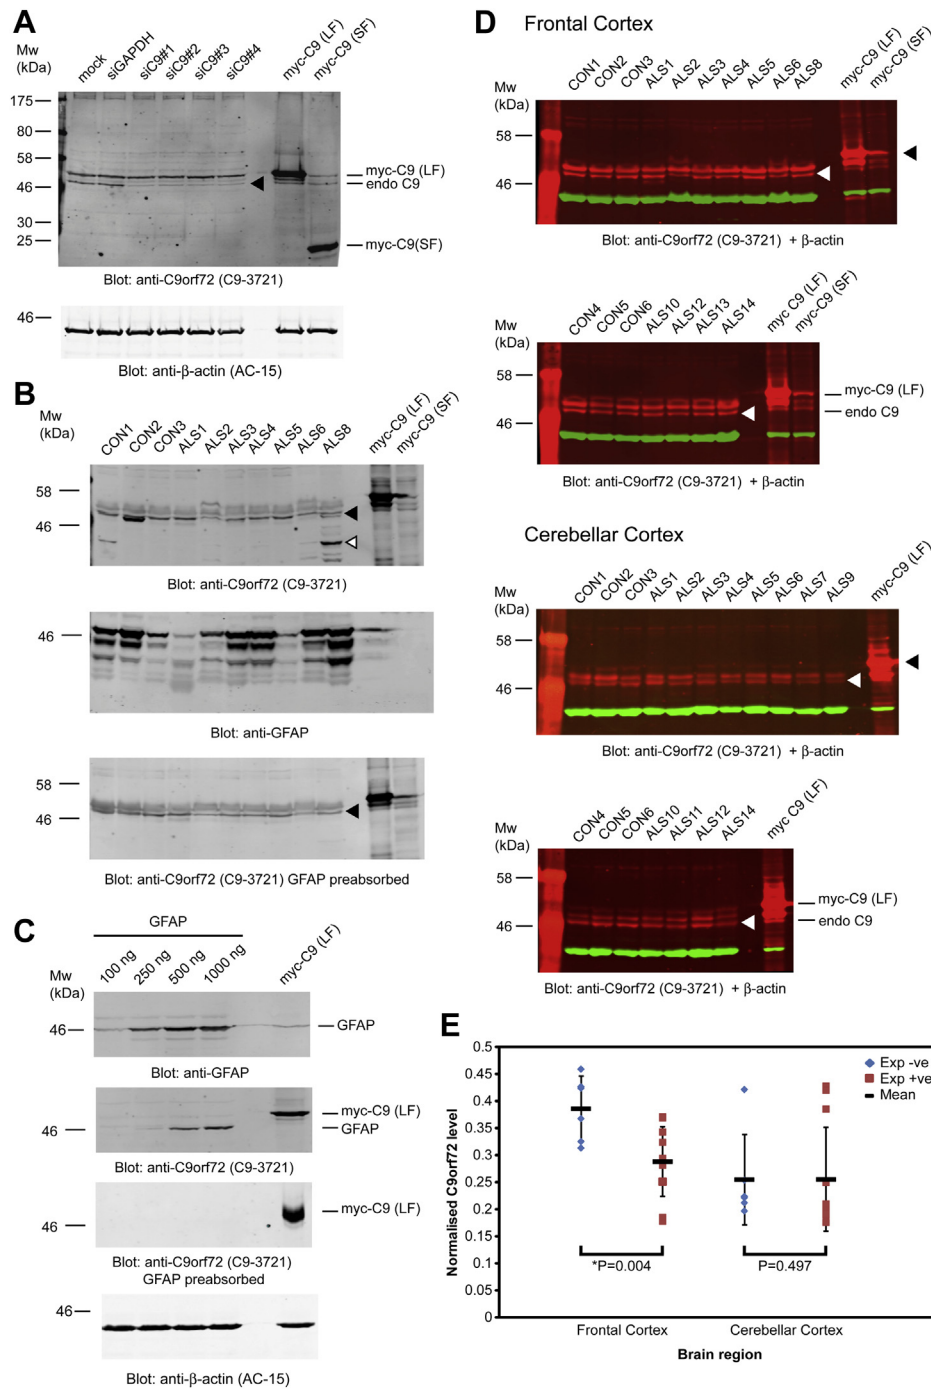 A
Mw
(kDa)
mock
siGAPDH
siC9#1
siC9#2
siC9#3
siC9#4
myc-C9 (LF)
myc-C9 (SF)
175
80
58
46
30
25
myc-C9 (LF)
endo C9
myc-C9(SF)
Blot: anti-C9orf72 (C9-3721)
46
Blot: anti-β-actin (AC-15)
B
Mw
(kDa)
CON1
CON2
CON3
ALS1
ALS2
ALS3
ALS4
ALS5
ALS6
ALS8
myc-C9 (LF)
myc-C9 (SF)
58
46
Blot: anti-C9orf72 (C9-3721)
46
Blot: anti-GFAP
58
46
Blot: anti-C9orf72 (C9-3721) GFAP preabsorbed
C
GFAP
Mw
(kDa)
100 ng
250 ng
500 ng
1000 ng
myc-C9 (LF)
46
GFAP
Blot: anti-GFAP
myc-C9 (LF)
46
GFAP
Blot: anti-C9orf72 (C9-3721)
myc-C9 (LF)
46
Blot: anti-C9orf72 (C9-3721)
GFAP preabsorbed
46
Blot: anti-β-actin (AC-15)
D
Frontal Cortex
Mw
(kDa)
CON1
CON2
CON3
ALS1
ALS2
ALS3
ALS4
ALS5
ALS6
ALS8
myc-C9 (LF)
myc-C9 (SF)
58
46
Blot: anti-C9orf72 (C9-3721) + β-actin
Mw
(kDa)
CON4
CON5
CON6
ALS10
ALS12
ALS13
ALS14
myc C9 (LF)
myc-C9 (SF)
58
46
myc-C9 (LF)
endo C9
Blot: anti-C9orf72 (C9-3721) + β-actin
Cerebellar Cortex
Mw
(kDa)
CON1
CON2
CON3
ALS1
ALS2
ALS3
ALS4
ALS5
ALS6
ALS7
ALS9
myc-C9 (LF)
58
46
Blot: anti-C9orf72 (C9-3721) + β-actin
Mw
(kDa)
CON4
CON5
CON6
ALS10
ALS11
ALS12
ALS14
myc C9 (LF)
58
46
myc-C9 (LF)
endo C9
Blot: anti-C9orf72 (C9-3721) + β-actin
E
Normalised C9orf72 level
0.5
0.45
0.4
0.35
0.3
0.25
0.2
0.15
0.1
0.05
0
Exp -ve
Exp +ve
Mean
*P=0.004
P=0.497
Frontal Cortex
Cerebellar Cortex
Brain region